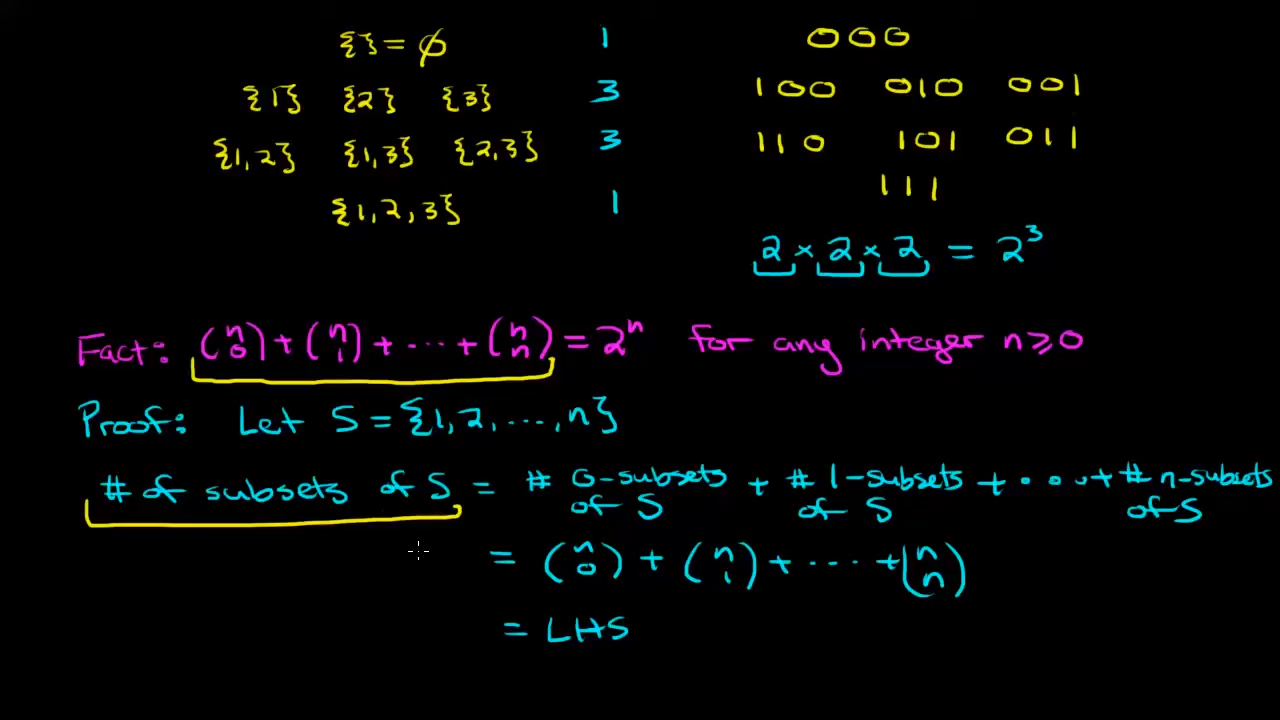 {} = ∅ 1 000
{1} {2} {3} 3 100 010 001
{1,2} {1,3} {2,3} 3 110 101 011
{1,2,3} 1 111
2 × 2 × 2 = 2³
Fact: (n 0) + (n 1) + ... + (n n) = 2ⁿ for any integer n ≥ 0
Proof: Let S = {1, 2, ..., n}
# of subsets of S = # 0-subsets of S + # 1-subsets of S + ... + # n-subsets of S
= (n 0) + (n 1) + ... + (n n)
= LHS